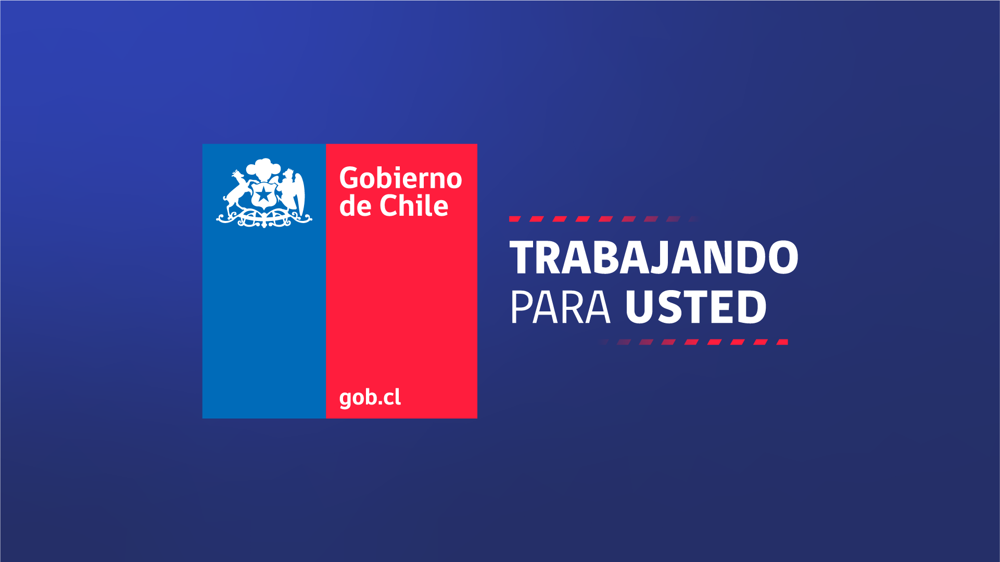 Gobierno
de Chile
gob.cl
TRABAJANDO
PARA USTED